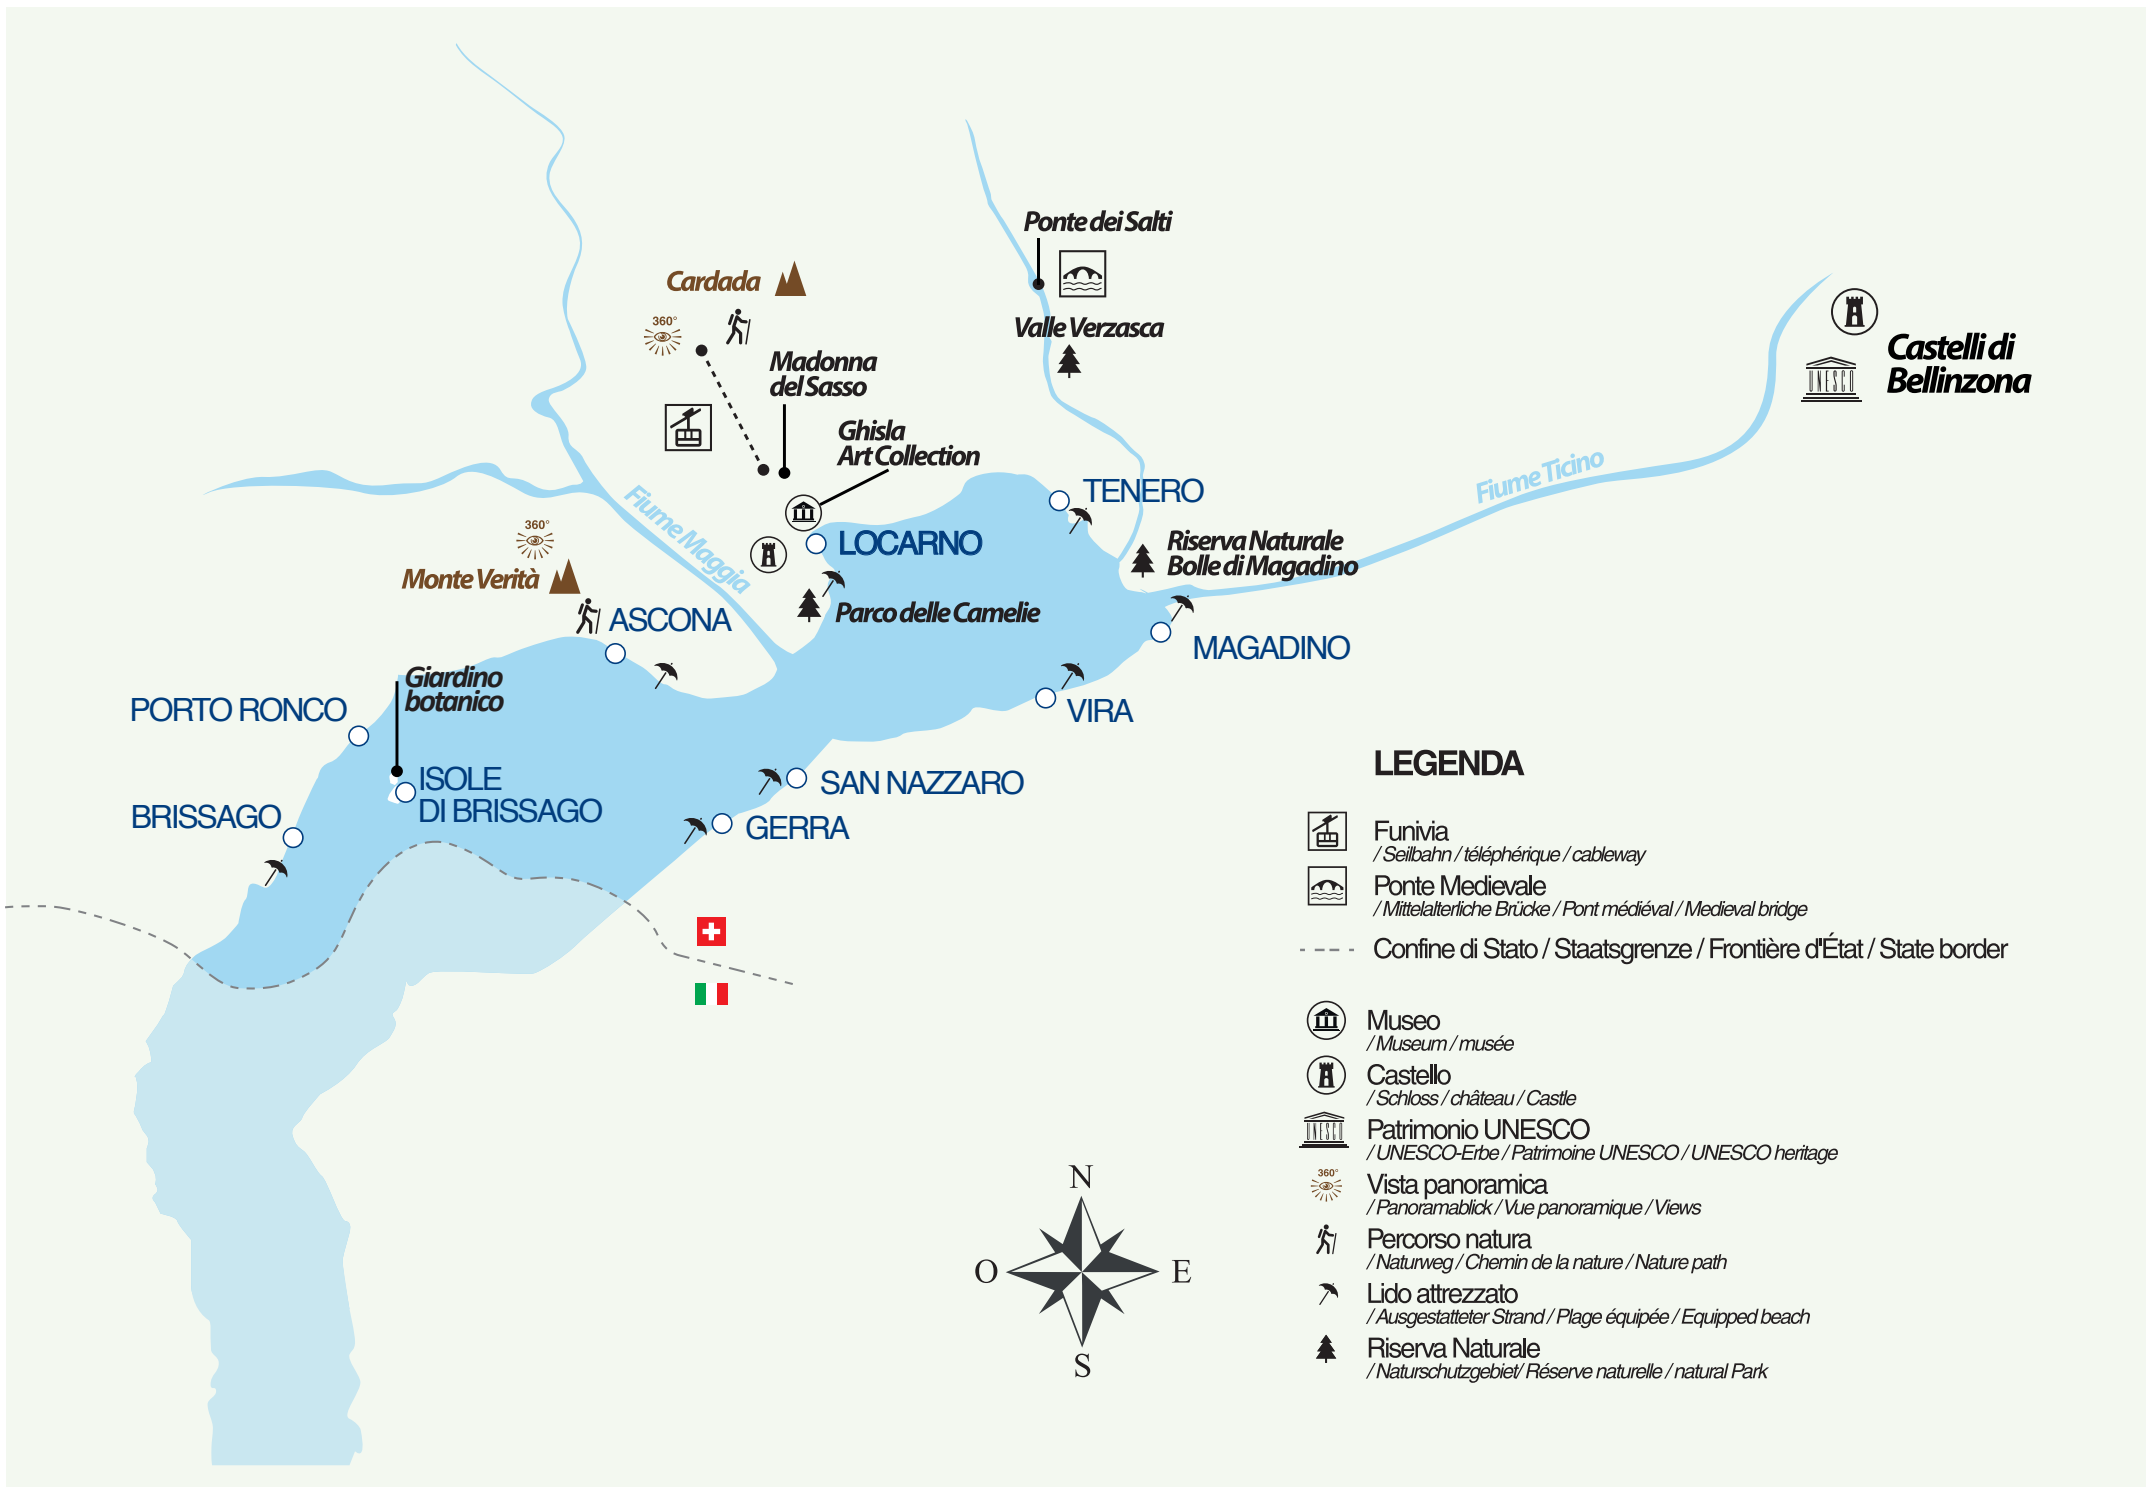 Ponte dei Salti
Cardada
360°
Valle Verzasca
Madonna
del Sasso
Castelli di
Bellinzona
UNESCO
Ghisla
Art Collection
Fiume Ticino
TENERO
Fiume Maggia
360°
LOCARNO
Riserva Naturale
Bolle di Magadino
Monte Verità
Parco delle Camelie
ASCONA
MAGADINO
Giardino
botanico
PORTO RONCO
VIRA
ISOLE
DI BRISSAGO
SAN NAZZARO
BRISSAGO
GERRA
LEGENDA
Funivia
/ Seilbahn / téléphérique / cableway
Ponte Medievale
/ Mittelalterliche Brücke / Pont médiéval / Medieval bridge
Confine di Stato / Staatsgrenze / Frontière d'État / State border
Museo
/ Museum / musée
Castello
/ Schloss / château / Castle
UNESCO
Patrimonio UNESCO
/ UNESCO-Erbe / Patrimoine UNESCO / UNESCO heritage
360°
Vista panoramica
/ Panoramablick / Vue panoramique / Views
Percorso natura
/ Naturweg / Chemin de la nature / Nature path
Lido attrezzato
/ Ausgestatteter Strand / Plage équipée / Equipped beach
Riserva Naturale
/ Naturschutzgebiet/ Réserve naturelle / natural Park
N
O
E
S